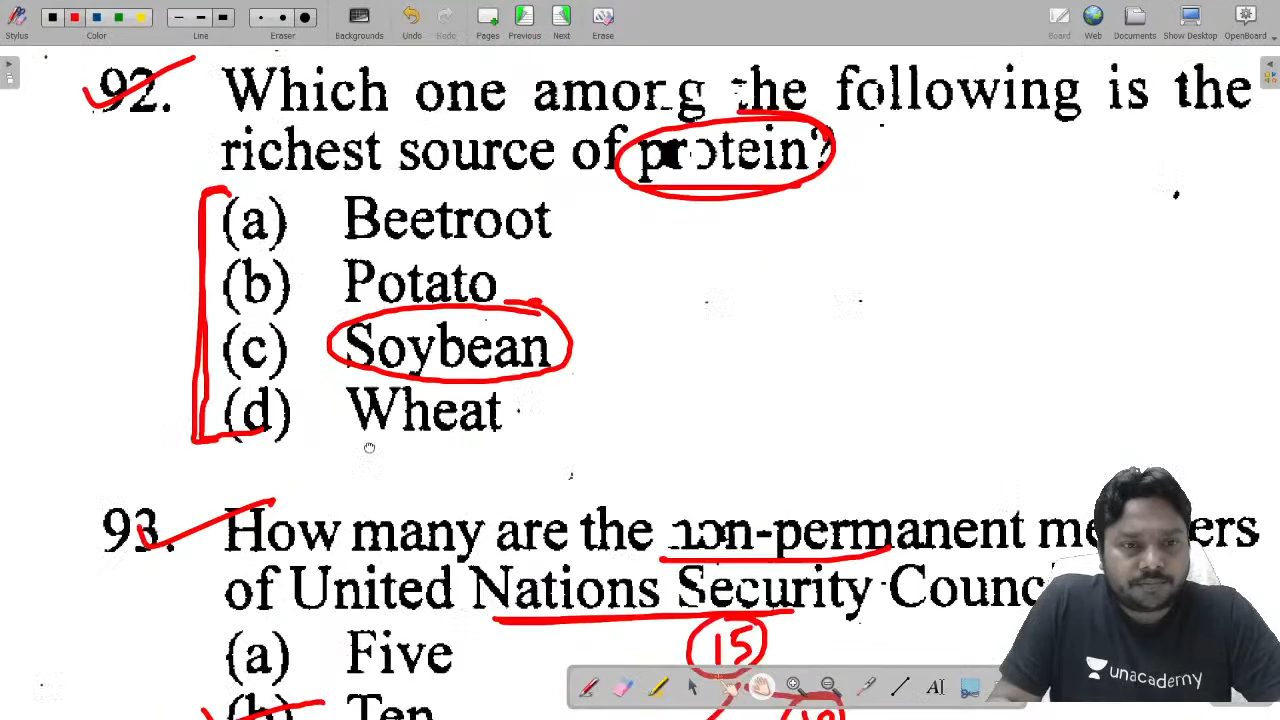 Stylus Color Line Eraser Backgrounds Undo Redo Pages Previous Next Erase Board Web Documents Show Desktop OpenBoard
92. Which one among the following is the
richest source of protein?
(a) Beetroot
(b) Potato
(c) Soybean
(d) Wheat
93. How many are the non-permanent
of United Nations Security
(a) Five
15
(b) Ten
unacademy